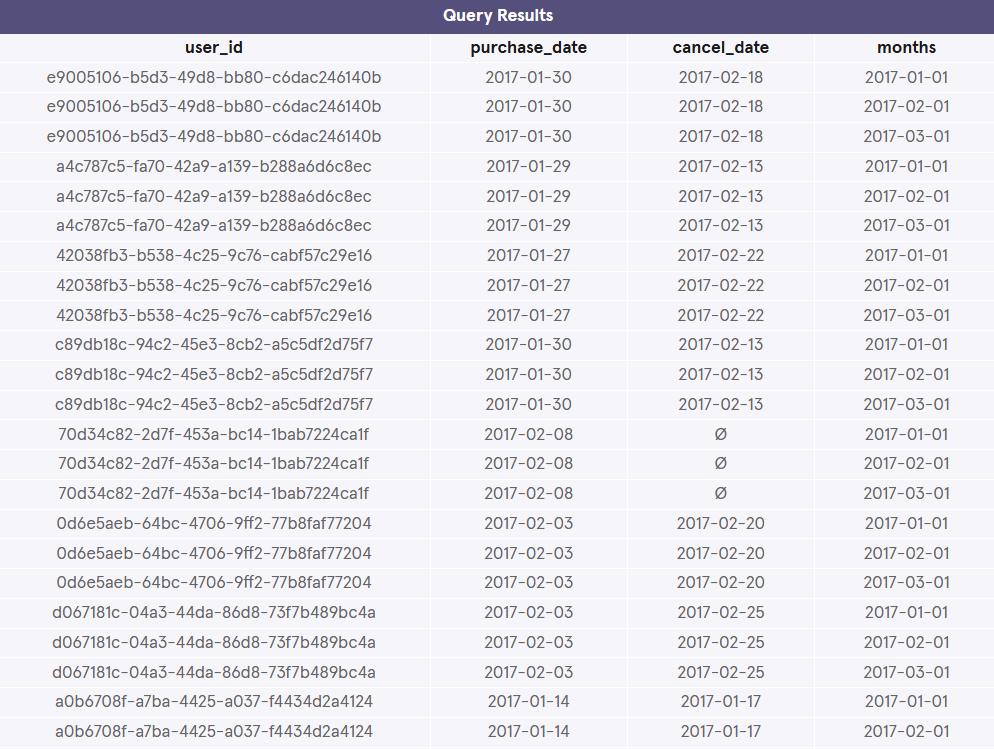 Query Results
user_id purchase_date cancel_date months
e9005106-b5d3-49d8-bb80-c6dac246140b 2017-01-30 2017-02-18 2017-01-01
e9005106-b5d3-49d8-bb80-c6dac246140b 2017-01-30 2017-02-18 2017-02-01
e9005106-b5d3-49d8-bb80-c6dac246140b 2017-01-30 2017-02-18 2017-03-01
a4c787c5-fa70-42a9-a139-b288a6d6c8ec 2017-01-29 2017-02-13 2017-01-01
a4c787c5-fa70-42a9-a139-b288a6d6c8ec 2017-01-29 2017-02-13 2017-02-01
a4c787c5-fa70-42a9-a139-b288a6d6c8ec 2017-01-29 2017-02-13 2017-03-01
42038fb3-b538-4c25-9c76-cabf57c29e16 2017-01-27 2017-02-22 2017-01-01
42038fb3-b538-4c25-9c76-cabf57c29e16 2017-01-27 2017-02-22 2017-02-01
42038fb3-b538-4c25-9c76-cabf57c29e16 2017-01-27 2017-02-22 2017-03-01
c89db18c-94c2-45e3-8cb2-a5c5df2d75f7 2017-01-30 2017-02-13 2017-01-01
c89db18c-94c2-45e3-8cb2-a5c5df2d75f7 2017-01-30 2017-02-13 2017-02-01
c89db18c-94c2-45e3-8cb2-a5c5df2d75f7 2017-01-30 2017-02-13 2017-03-01
70d34c82-2d7f-453a-bc14-1bab7224ca1f 2017-02-08 Ø 2017-01-01
70d34c82-2d7f-453a-bc14-1bab7224ca1f 2017-02-08 Ø 2017-02-01
70d34c82-2d7f-453a-bc14-1bab7224ca1f 2017-02-08 Ø 2017-03-01
0d6e5aeb-64bc-4706-9ff2-77b8faf77204 2017-02-03 2017-02-20 2017-01-01
0d6e5aeb-64bc-4706-9ff2-77b8faf77204 2017-02-03 2017-02-20 2017-02-01
0d6e5aeb-64bc-4706-9ff2-77b8faf77204 2017-02-03 2017-02-20 2017-03-01
d067181c-04a3-44da-86d8-73f7b489bc4a 2017-02-03 2017-02-25 2017-01-01
d067181c-04a3-44da-86d8-73f7b489bc4a 2017-02-03 2017-02-25 2017-02-01
d067181c-04a3-44da-86d8-73f7b489bc4a 2017-02-03 2017-02-25 2017-03-01
a0b6708f-a7ba-4425-a037-f4434d2a4124 2017-01-14 2017-01-17 2017-01-01
a0b6708f-a7ba-4425-a037-f4434d2a4124 2017-01-14 2017-01-17 2017-02-01